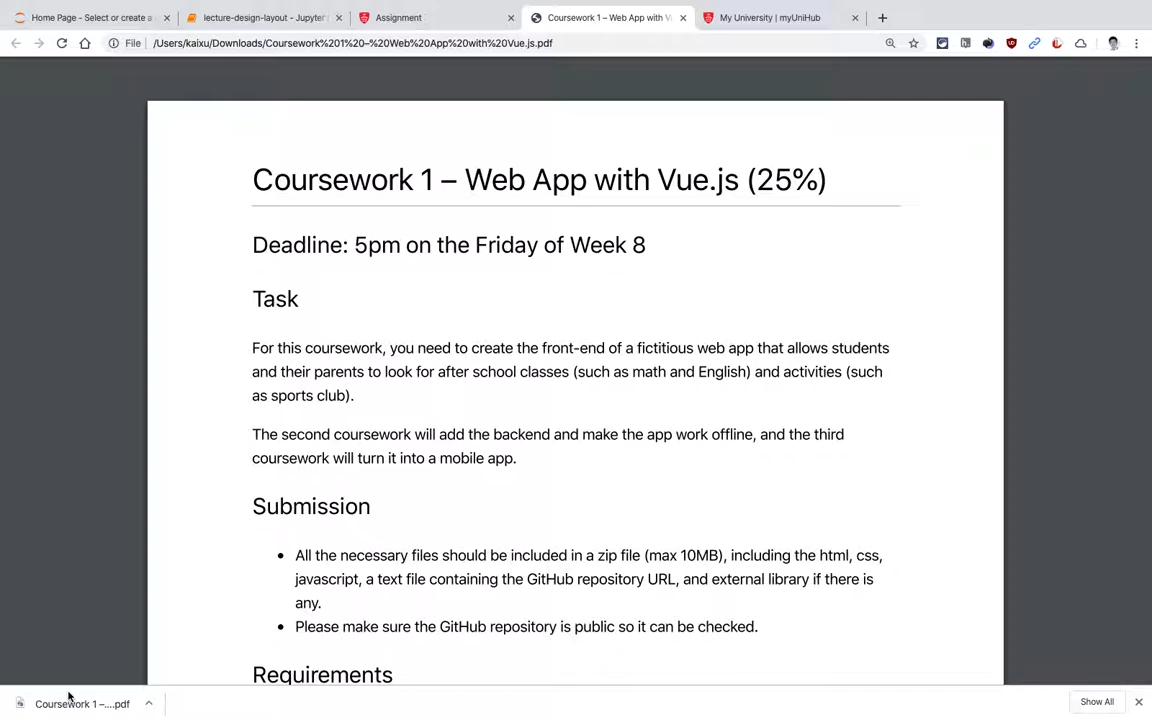 Home Page - Select or create a
lecture-design-layout - Jupyter
Assignment
Coursework 1 – Web App with V
My University | myUniHub
File
/Users/kaixu/Downloads/Coursework%201%20–%20Web%20App%20with%20Vue.js.pdf
Coursework 1 – Web App with Vue.js (25%)
Deadline: 5pm on the Friday of Week 8
Task
For this coursework, you need to create the front-end of a fictitious web app that allows students
and their parents to look for after school classes (such as math and English) and activities (such
as sports club).
The second coursework will add the backend and make the app work offline, and the third
coursework will turn it into a mobile app.
Submission
• All the necessary files should be included in a zip file (max 10MB), including the html, css,
javascript, a text file containing the GitHub repository URL, and external library if there is
any.
• Please make sure the GitHub repository is public so it can be checked.
Requirements
Coursework 1 –....pdf
Show All